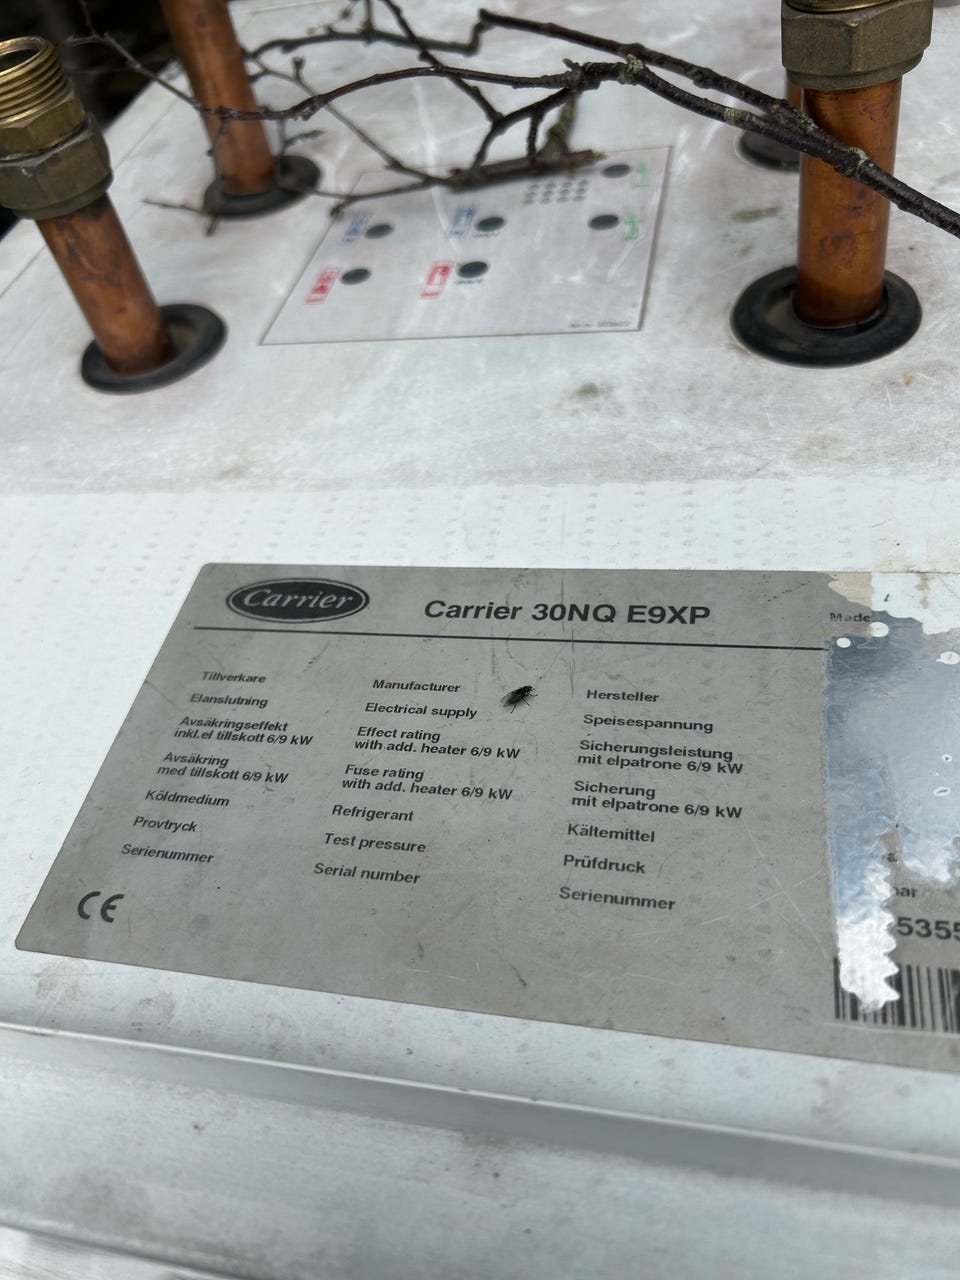 Carrier
Carrier 30NQ E9XP
Made
Tillverkare
Elanslutning
Avsäkringseffekt
inkl.el tillskott 6/9 kW
Avsäkring
med tillskott 6/9 kW
Köldmedium
Provtryck
Serienummer
Manufacturer
Electrical supply
Effect rating
with add. heater 6/9 kW
Fuse rating
with add. heater 6/9 kW
Refrigerant
Test pressure
Serial number
Hersteller
Speisespannung
Sicherungsleistung
mit elpatrone 6/9 kW
Sicherung
mit elpatrone 6/9 kW
Kältemittel
Prüfdruck
Serienummer
bar
5355
CE